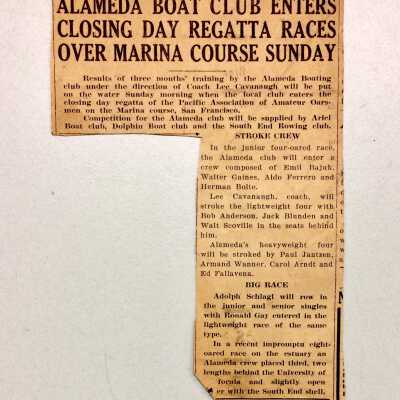 ALAMEDA BOAT CLUB ENTERS
CLOSING DAY REGATTA RACES
OVER MARINA COURSE SUNDAY
Results of three months' training by the Alameda Boating
club under the direction of Coach Lee Cavanaugh will be put
on the water Sunday morning when the local club enters the
closing day regatta of the Pacific Association of Amateur Oars-
men on the Marina course, San Francisco.
Competition for the Alameda club will be supplied by Ariel
Boat club, Dolphin Boat club and the South End Rowing club.
STROKE CREW
In the junior four-oared race,
the Alameda club will enter a
crew composed of Emil Bajuk,
Walter Gaines, Aldo Ferrero and
Herman Bolte.
Lee Cavanagh, coach, will
stroke the lightweight four with
Bob Anderson, Jack Blunden and
Walt Scoville in the seats behind
him.
Alameda's heavyweight four
will be stroked by Paul Jantzen,
Armand Wanner, Carol Arndt and
Ed Fallavena.
BIG RACE
Adolph Schlagl will row in
the junior and senior singles
with Ronald Gay entered in the
lightweight race of the same
type.
In a recent impromptu eight-
oared race on the estuary an
Alameda crew placed third, two
lengths behind the University of
and slightly open
er with the South End shell.